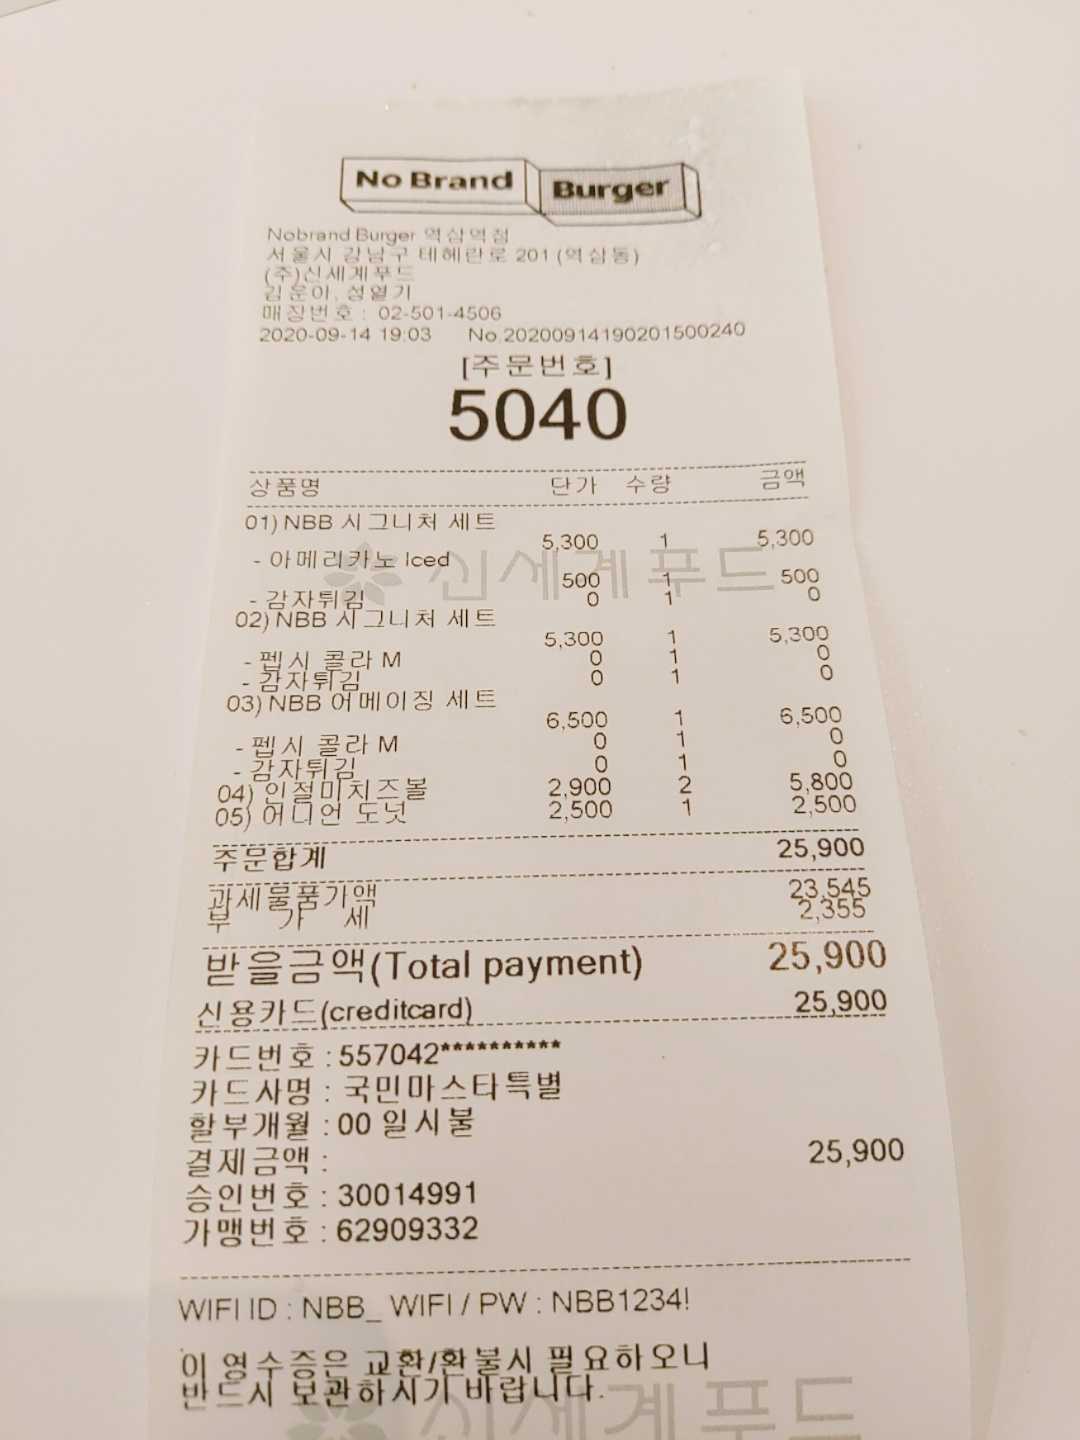 No Brand Burger
Nobrand Burger 역삼역점
서울시 강남구 테헤란로 201 (역삼동)
(주)신세계푸드
김운아, 성열기
매장번호 : 02-501-4506
2020-09-14 19:03 No.20200914190201500240
[주문번호]
5040
상품명 단가 수량 금액
01) NBB 시그니처 세트
5,300 1 5,300
- 아메리카노 Iced
500 1 500
- 감자튀김 0 1 0
02) NBB 시그니처 세트
5,300 1 5,300
- 펩시 콜라 M 0 1 0
- 감자튀김 0 1 0
03) NBB 어메이징 세트
6,500 1 6,500
- 펩시 콜라 M 0 1 0
- 감자튀김 0 1 0
04) 인절미치즈볼 2,900 2 5,800
05) 어니언 도넛 2,500 1 2,500
주문합계 25,900
과세물품가액 23,545
부 가 세 2,355
받을금액(Total payment) 25,900
신용카드(creditcard) 25,900
카드번호 : 557042**********
카드사명 : 국민마스타특별
할부개월 : 00 일시불
결제금액 : 25,900
승인번호 : 30014991
가맹번호 : 62909332
WIFI ID : NBB_ WIFI / PW : NBB1234!
이 영수증은 교환/환불시 필요하오니
반드시 보관하시기 바랍니다.
신세계푸드
신세계푸드